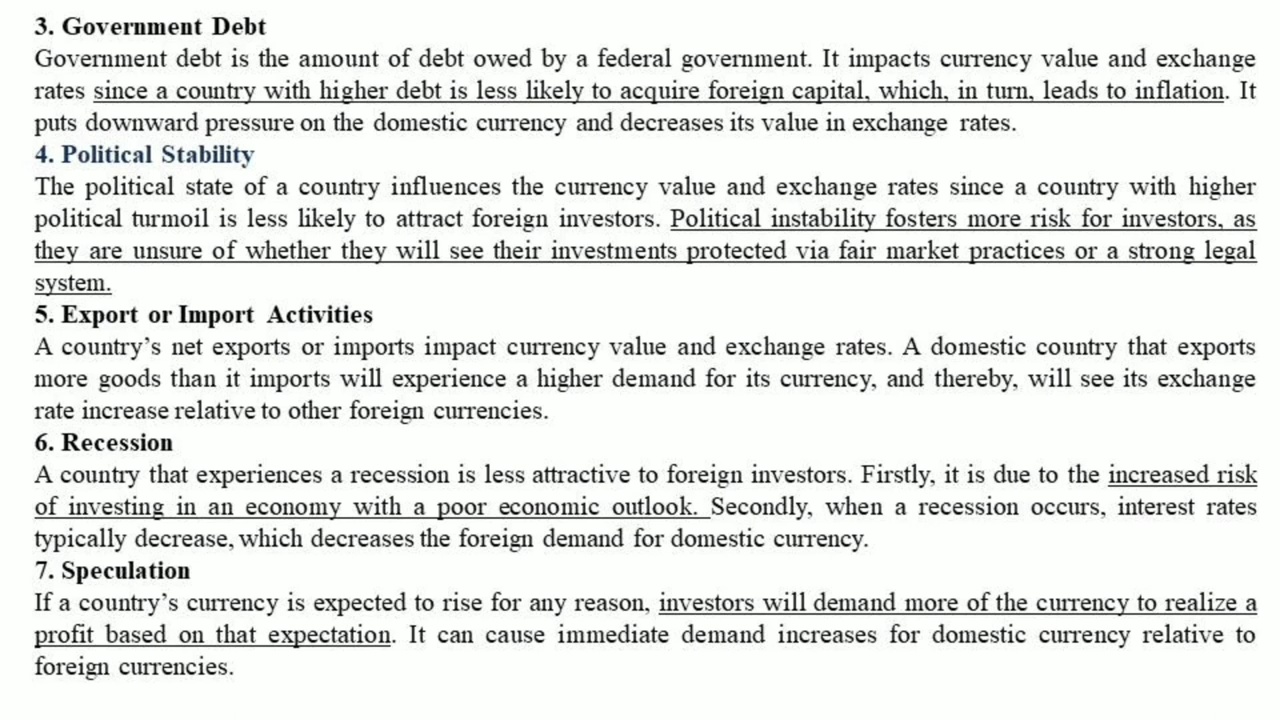 3. Government Debt
Government debt is the amount of debt owed by a federal government. It impacts currency value and exchange
rates since a country with higher debt is less likely to acquire foreign capital, which, in turn, leads to inflation. It
puts downward pressure on the domestic currency and decreases its value in exchange rates.
4. Political Stability
The political state of a country influences the currency value and exchange rates since a country with higher
political turmoil is less likely to attract foreign investors. Political instability fosters more risk for investors, as
they are unsure of whether they will see their investments protected via fair market practices or a strong legal
system.
5. Export or Import Activities
A country’s net exports or imports impact currency value and exchange rates. A domestic country that exports
more goods than it imports will experience a higher demand for its currency, and thereby, will see its exchange
rate increase relative to other foreign currencies.
6. Recession
A country that experiences a recession is less attractive to foreign investors. Firstly, it is due to the increased risk
of investing in an economy with a poor economic outlook. Secondly, when a recession occurs, interest rates
typically decrease, which decreases the foreign demand for domestic currency.
7. Speculation
If a country’s currency is expected to rise for any reason, investors will demand more of the currency to realize a
profit based on that expectation. It can cause immediate demand increases for domestic currency relative to
foreign currencies.